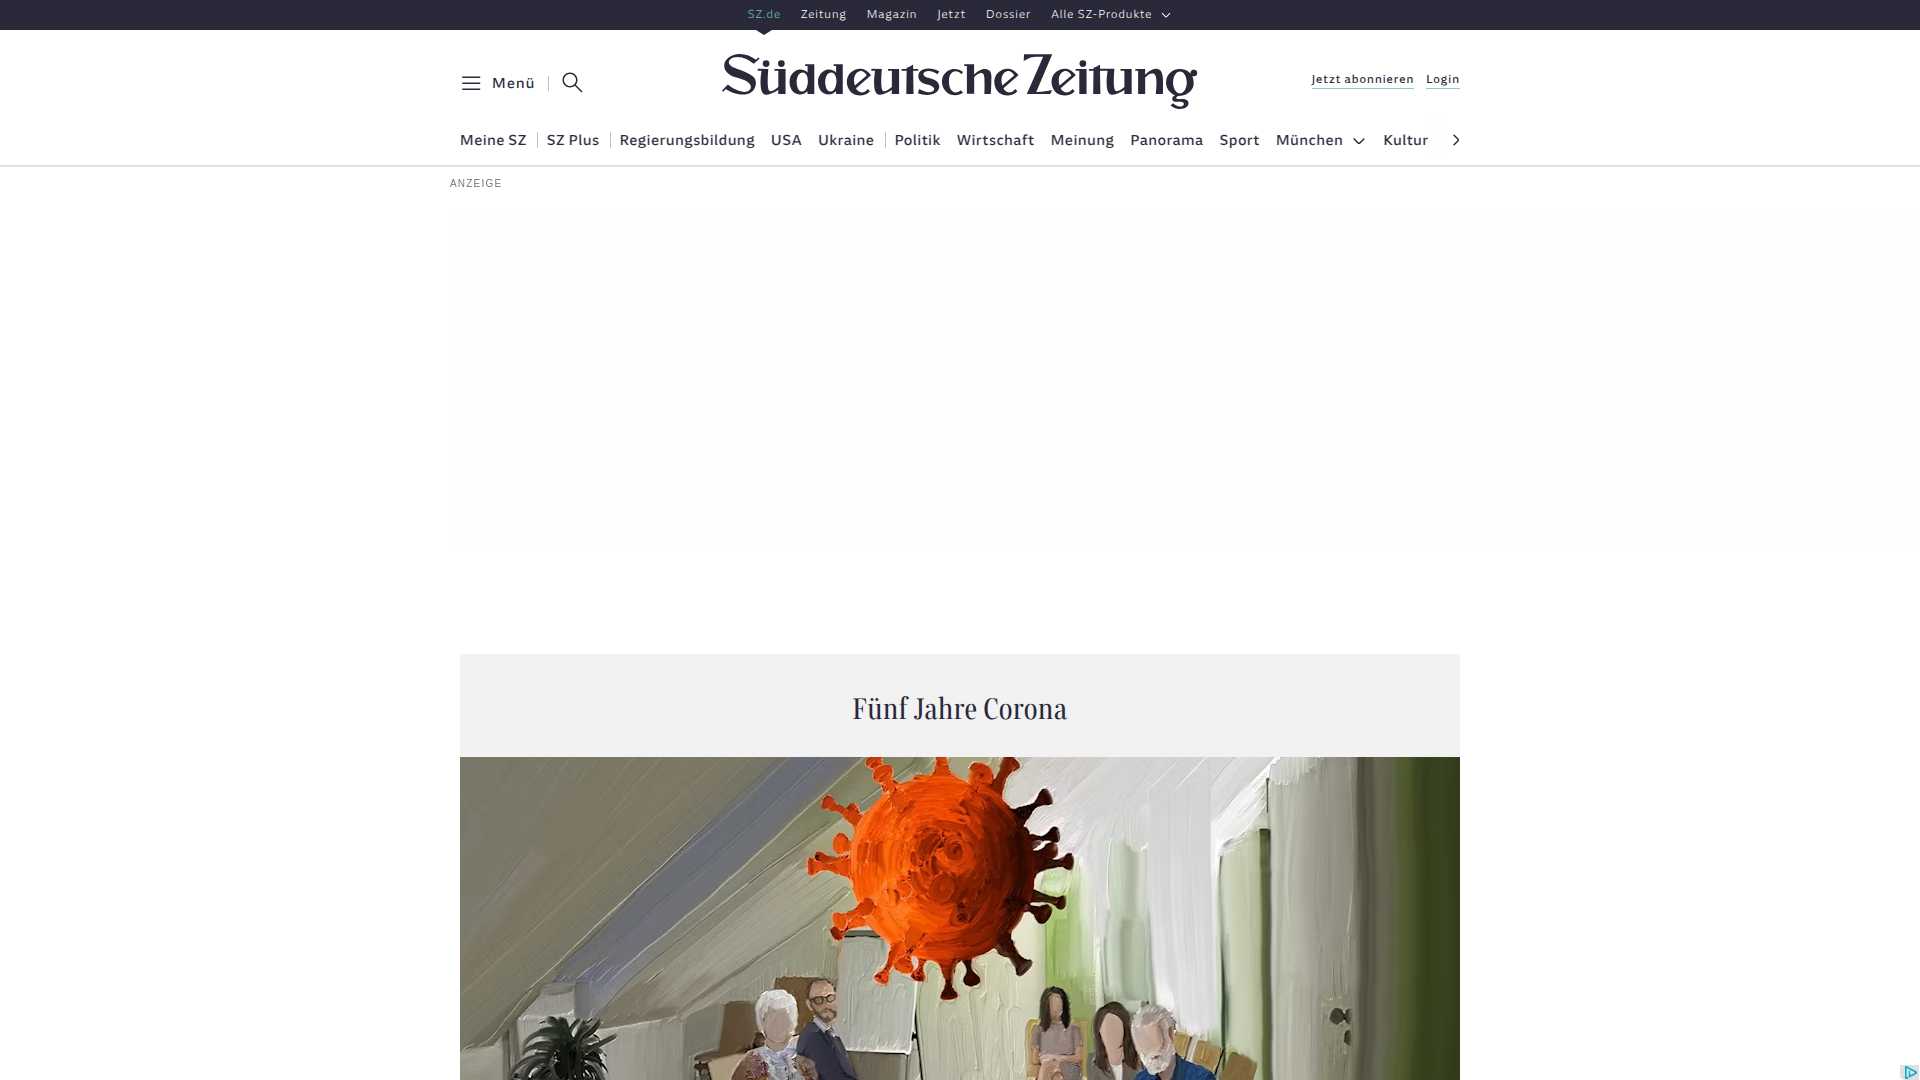 SZ.de Zeitung Magazin Jetzt Dossier Alle SZ-Produkte
Menü
Süddeutsche Zeitung
Jetzt abonnieren Login
Meine SZ SZ Plus Regierungsbildung USA Ukraine Politik Wirtschaft Meinung Panorama Sport München Kultur
ANZEIGE
Fünf Jahre Corona